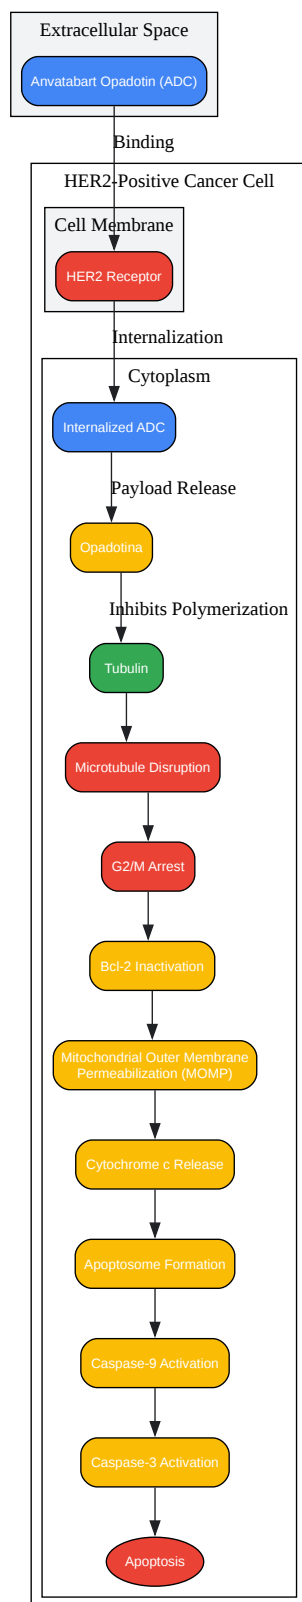 Extracellular Space
Anvatabart Opadotin (ADC)
Binding
HER2-Positive Cancer Cell
Cell Membrane
HER2 Receptor
Internalization
Cytoplasm
Internalized ADC
Payload Release
Opadotina
Inhibits Polymerization
Tubulin
Microtubule Disruption
G2/M Arrest
Bcl-2 Inactivation
Mitochondrial Outer Membrane
Permeabilization (MOMP)
Cytochrome c Release
Apoptosome Formation
Caspase-9 Activation
Caspase-3 Activation
Apoptosis